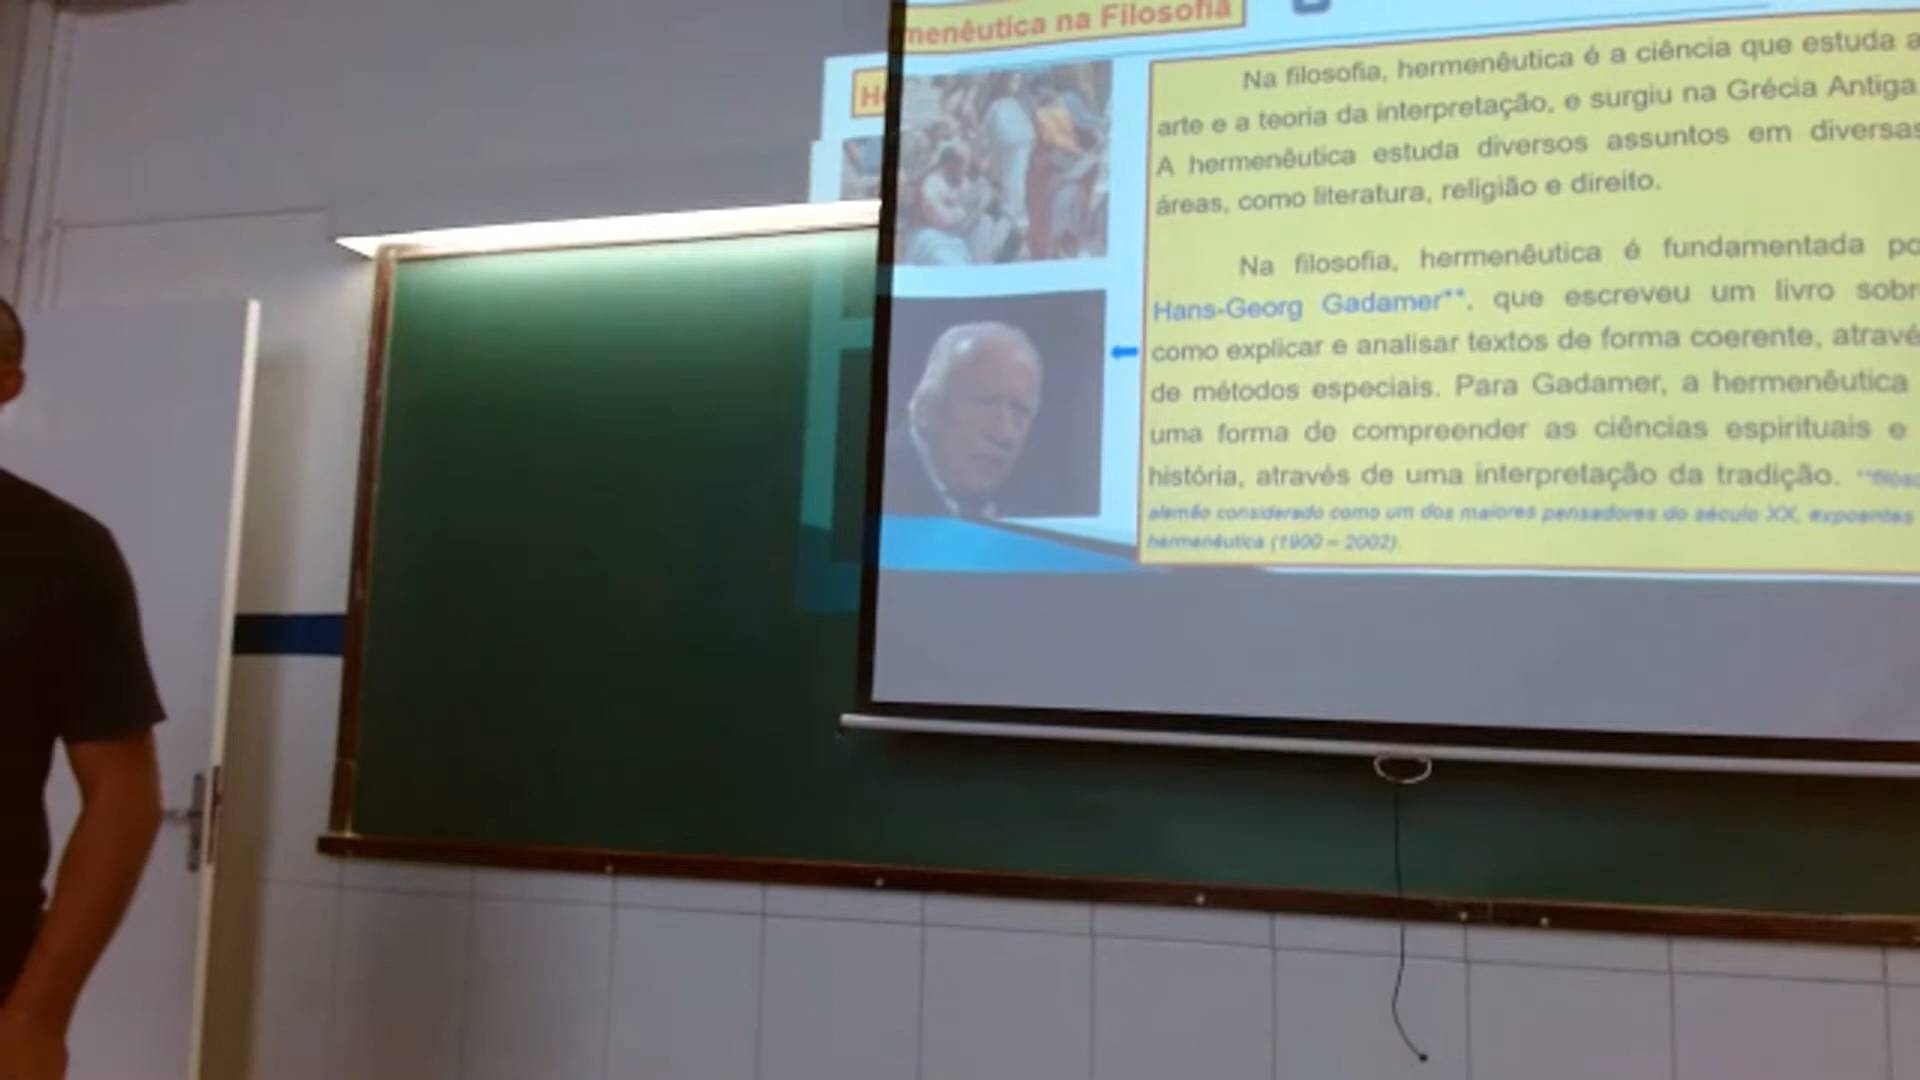 menêutica na Filosofia
He
Na filosofia, hermenêutica é a ciência que estuda a
arte e a teoria da interpretação, e surgiu na Grécia Antiga
A hermenêutica estuda diversos assuntos em diversas
áreas, como literatura, religião e direito.
Na filosofia, hermenêutica é fundamentada po
Hans-Georg Gadamer**, que escreveu um livro sobr
como explicar e analisar textos de forma coerente, atravé
de métodos especiais. Para Gadamer, a hermenêutica
uma forma de compreender as ciências espirituais e
história, através de uma interpretação da tradição. **filóso
alemão considerado como um dos maiores pensadores do século XX, expoentes
hermenêutica (1900 – 2002).